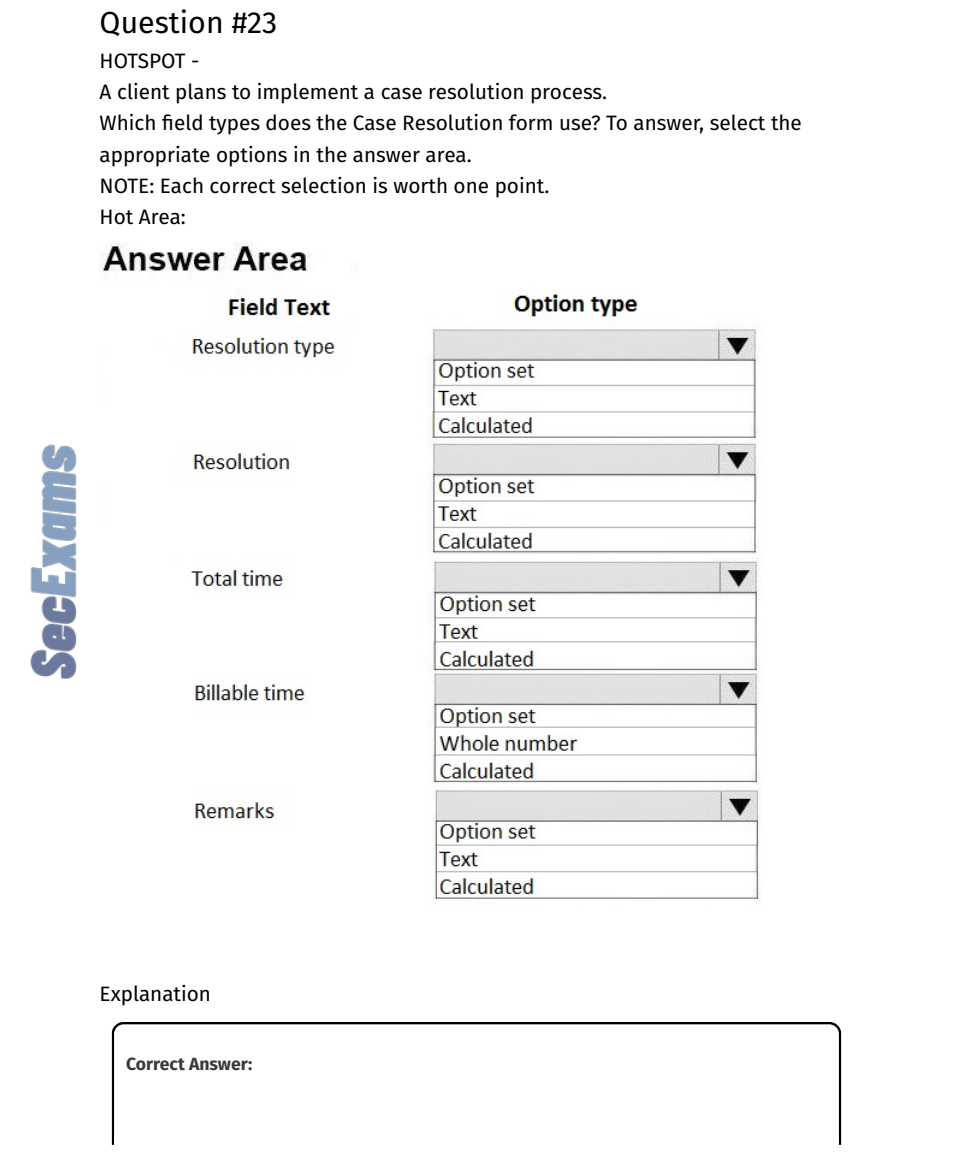 Question #23
HOTSPOT -
A client plans to implement a case resolution process.
Which field types does the Case Resolution form use? To answer, select the
appropriate options in the answer area.
NOTE: Each correct selection is worth one point.
Hot Area:
Answer Area
Field Text Option type
Resolution type
Option set
Text
Calculated
Resolution
Option set
Text
Calculated
Total time
Option set
Text
Calculated
Billable time
Option set
Whole number
Calculated
Remarks
Option set
Text
Calculated
SecExams
Explanation
Correct Answer: